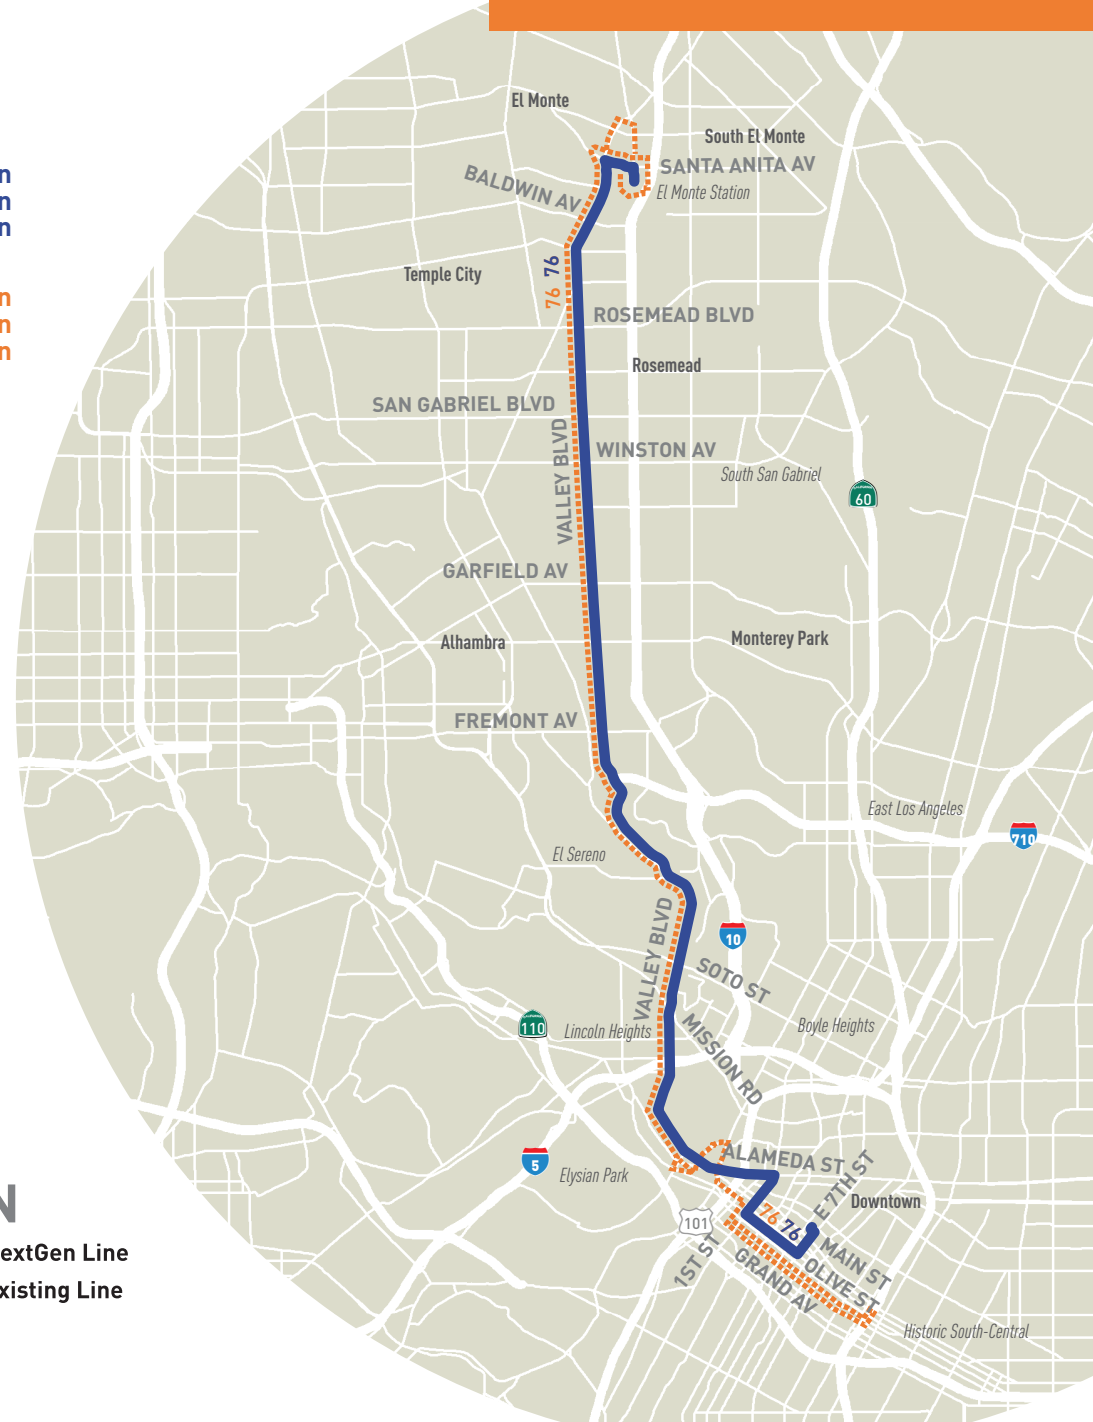 El Monte
South El Monte
SANTA ANITA AV
n
BALDWIN AV
El Monte Station
n
n
76
Temple City
76
n
ROSEMEAD BLVD
n
n
Rosemead
SAN GABRIEL BLVD
VALLEY BLVD
WINSTON AV
South San Gabriel
CALIFORNIA
60
GARFIELD AV
Alhambra
Monterey Park
FREMONT AV
East Los Angeles
710
El Sereno
VALLEY BLVD
10
SOTO ST
CALIFORNIA
110
Lincoln Heights
MISSION RD
Boyle Heights
ALAMEDA ST
5
Elysian Park
E 7TH ST
Downtown
N
76
76
101
extGen Line
1ST ST
GRAND AV
OLIVE ST
MAIN ST
xisting Line
Historic South-Central